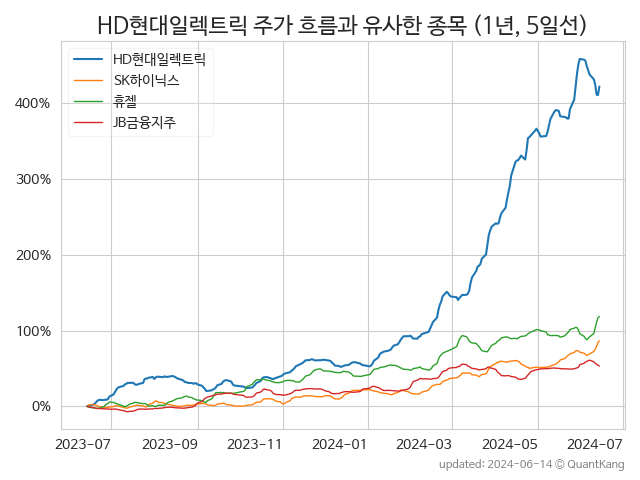 HD현대일렉트릭 주가 흐름과 유사한 종목 (1년, 5일선)
HD현대일렉트릭
SK하이닉스
휴젤
JB금융지주
400%
300%
200%
100%
0%
2023-07 2023-09 2023-11 2024-01 2024-03 2024-05 2024-07
updated: 2024-06-14 © QuantKang